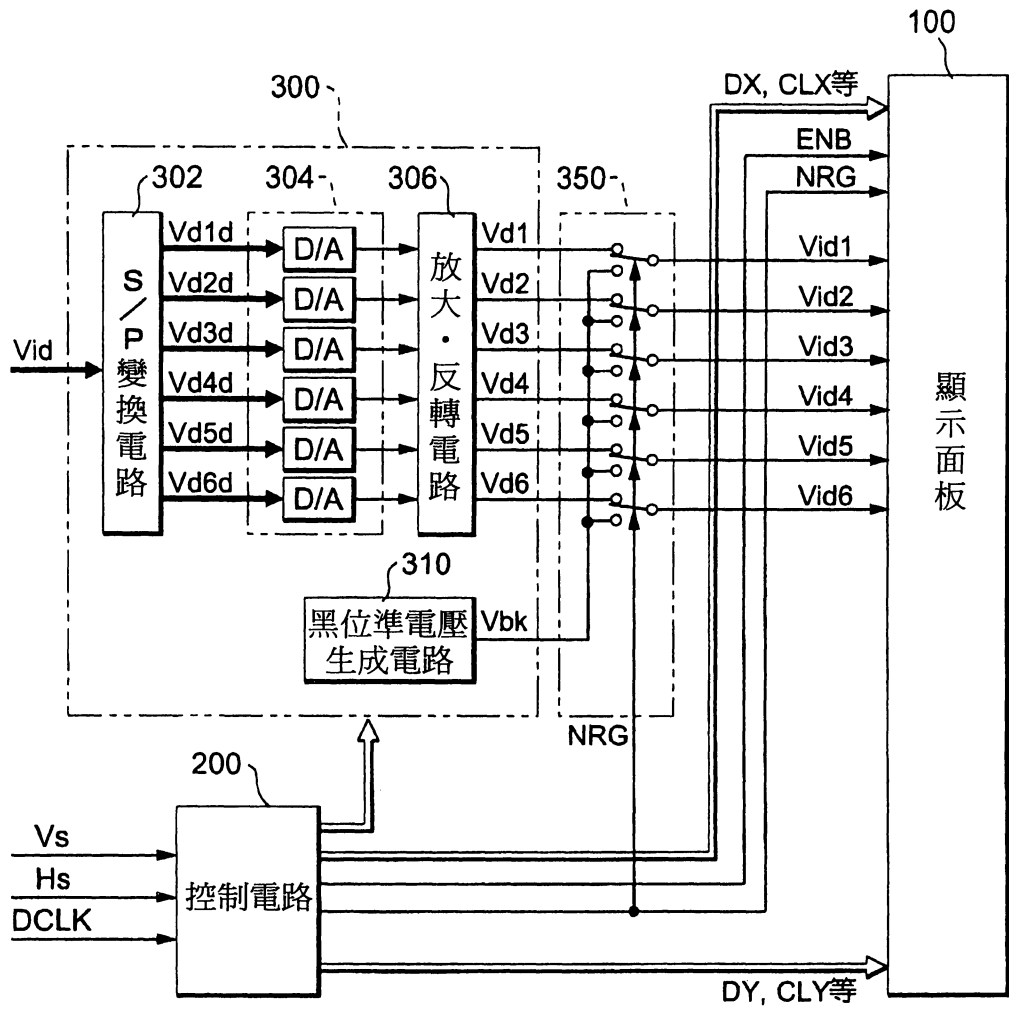 100
DX, CLX等
300
ENB
302
304
306
350
NRG
Vd1d
D/A
Vd1
Vid1
Vd2d
D/A
Vd2
Vid2
Vd3d
D/A
Vd3
Vid3
Vid
Vd4d
D/A
Vd4
Vid4
Vd5d
D/A
Vd5
Vid5
Vd6d
D/A
Vd6
Vid6
S/P變換電路
放大・反轉電路
顯示面板
310
黑位準電壓
生成電路
Vbk
NRG
200
Vs
Hs
DCLK
控制電路
DY, CLY等